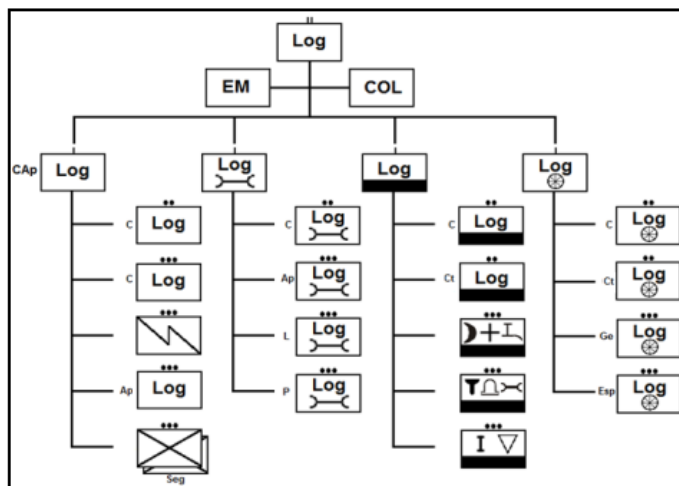 Log
EM COL
CAp Log Log Log Log
C Log C Log C Log C Log
C Log Ap Log Ct Log Ct Log
L Log Ge Log
Ap Log P Log Esp Log
I
Seg